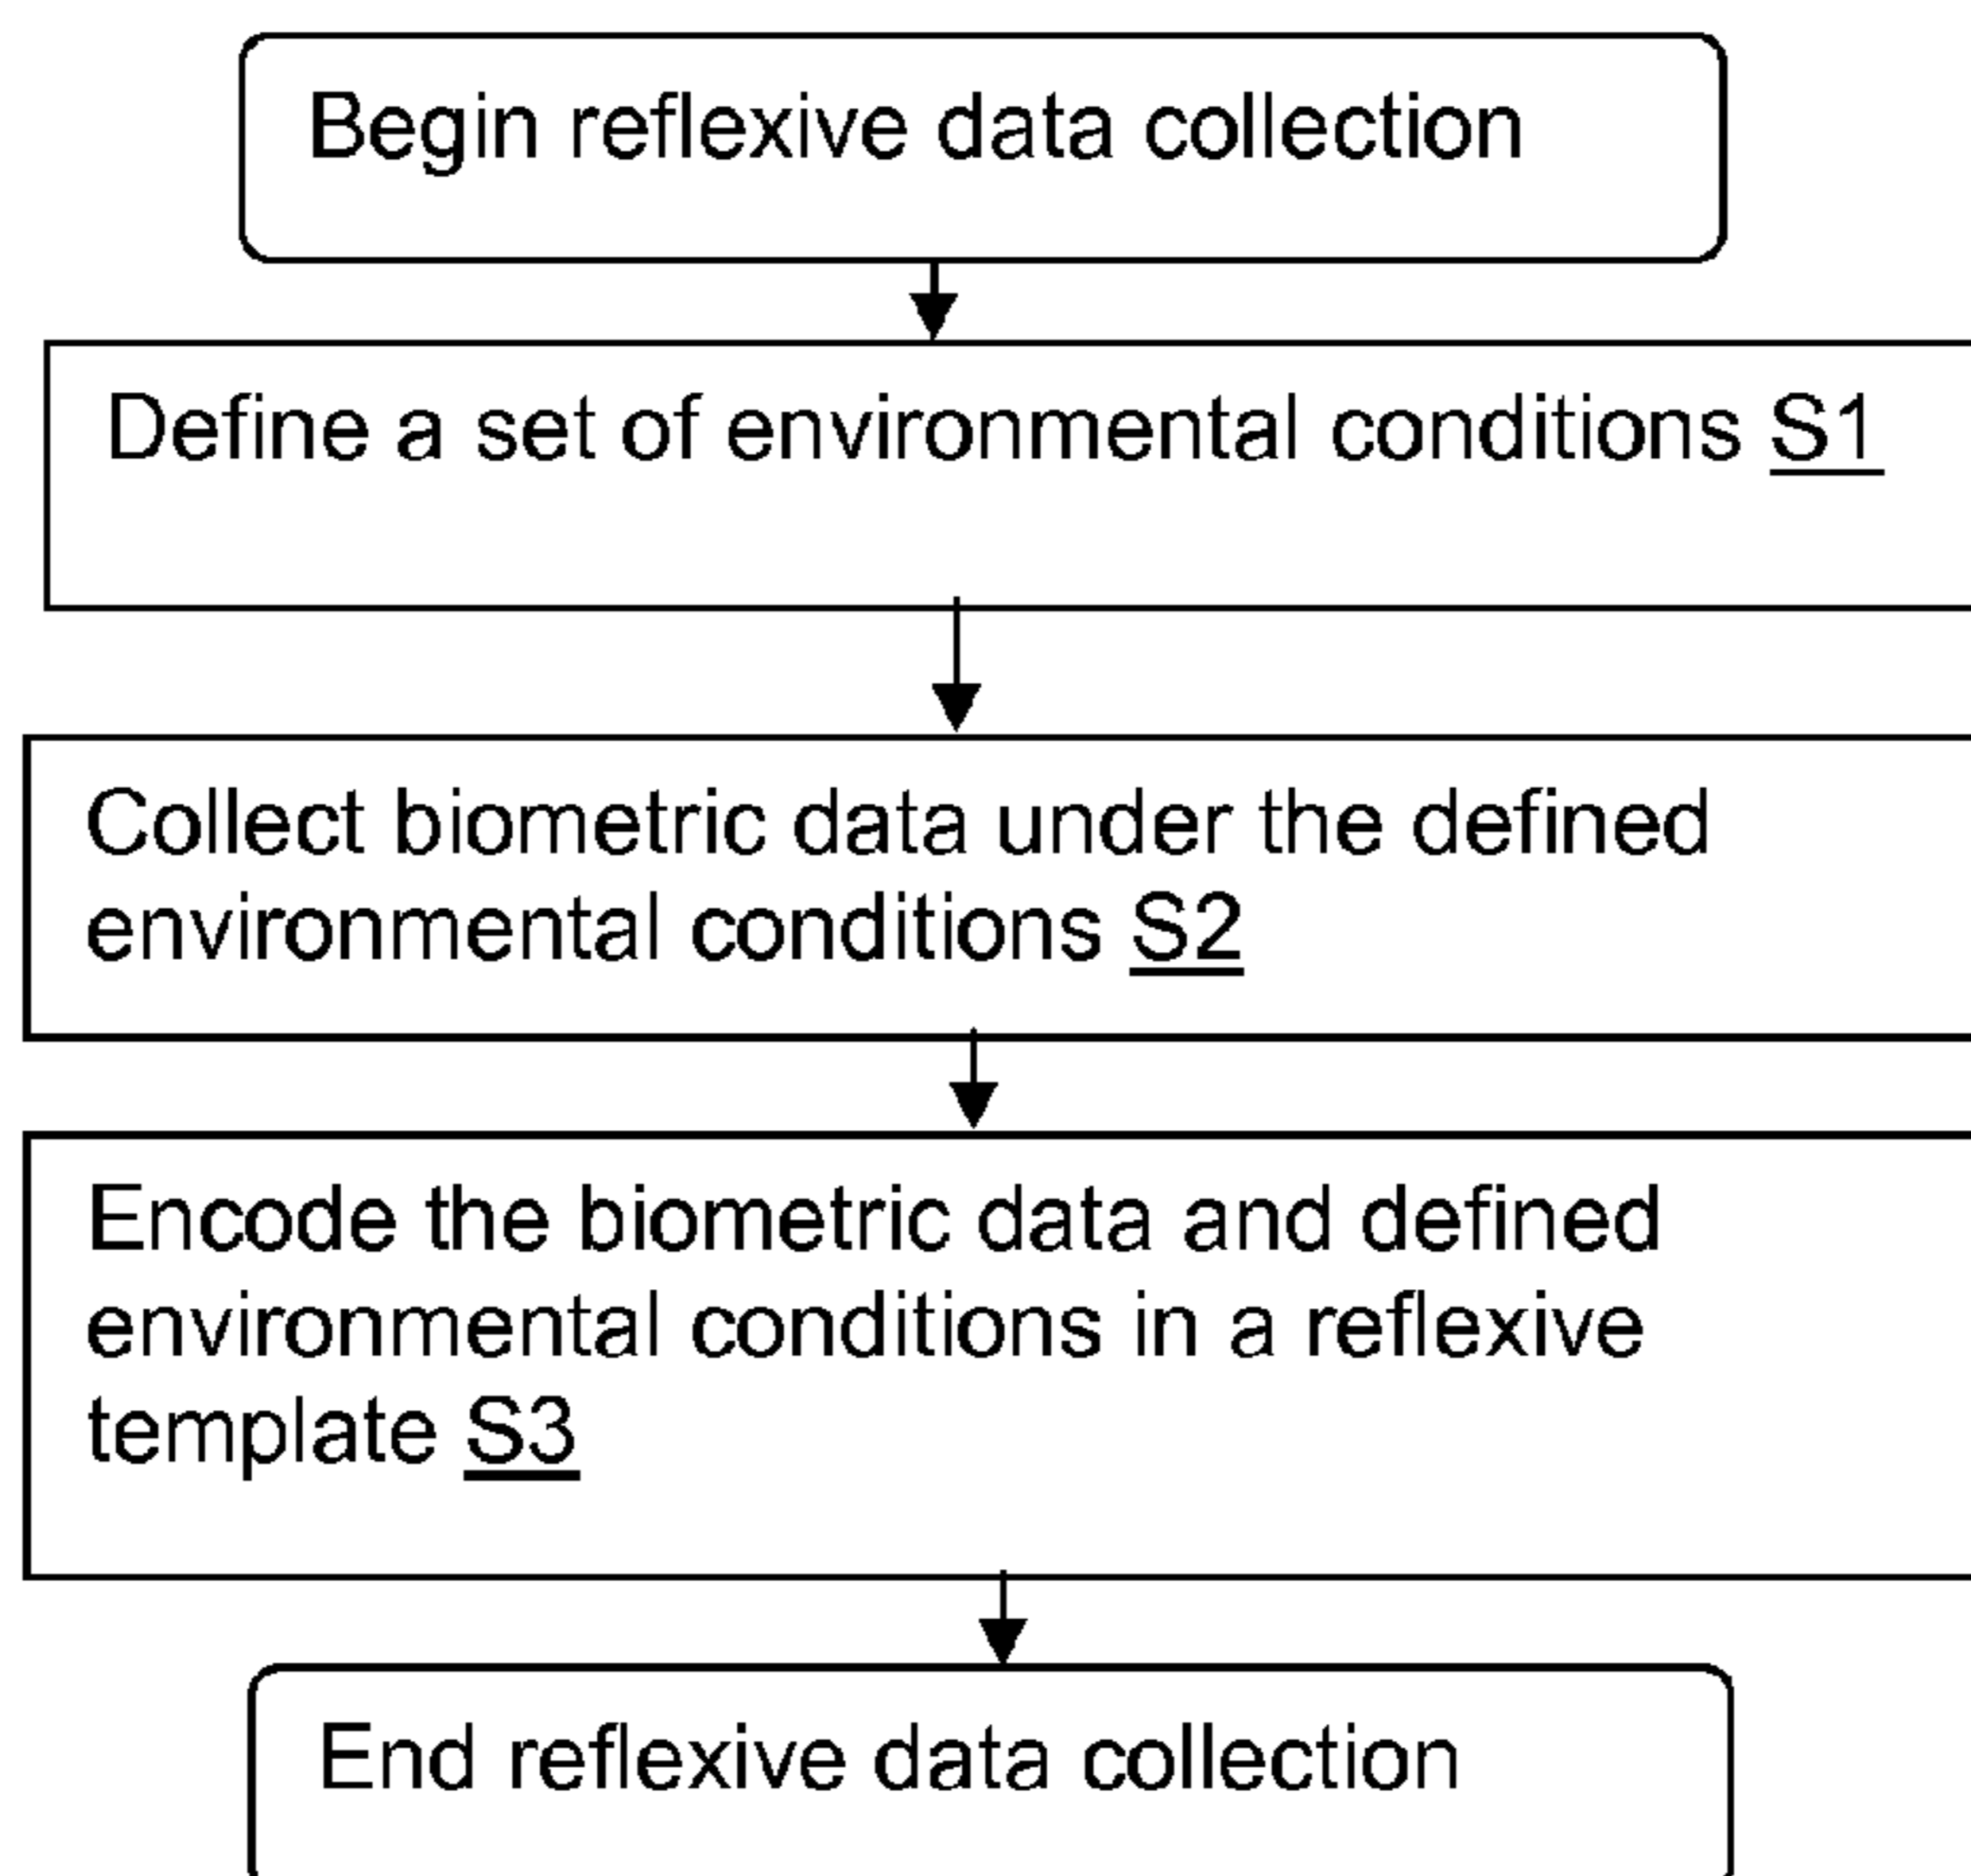 Begin reflexive data collection
Define a set of environmental conditions S1
Collect biometric data under the defined
environmental conditions S2
Encode the biometric data and defined
environmental conditions in a reflexive
template S3
End reflexive data collection